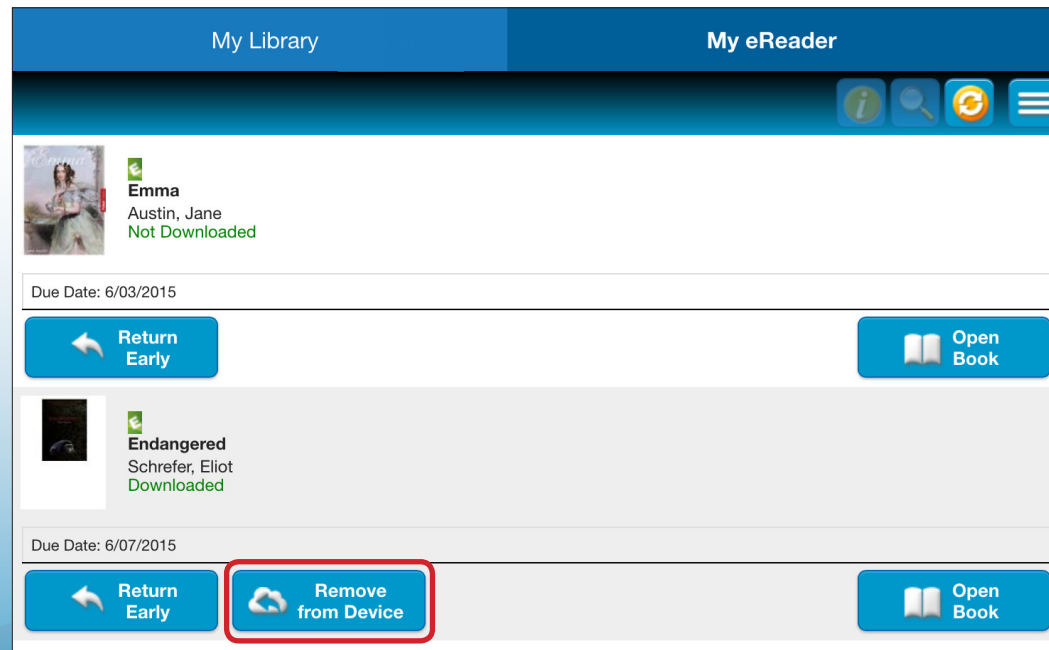 My Library
My eReader
Emma
Emma
Austin, Jane
Not Downloaded
Due Date: 6/03/2015
Return
Early
Open
Book
Endangered
Schrefer, Eliot
Downloaded
Due Date: 6/07/2015
Return
Early
Remove
from Device
Open
Book